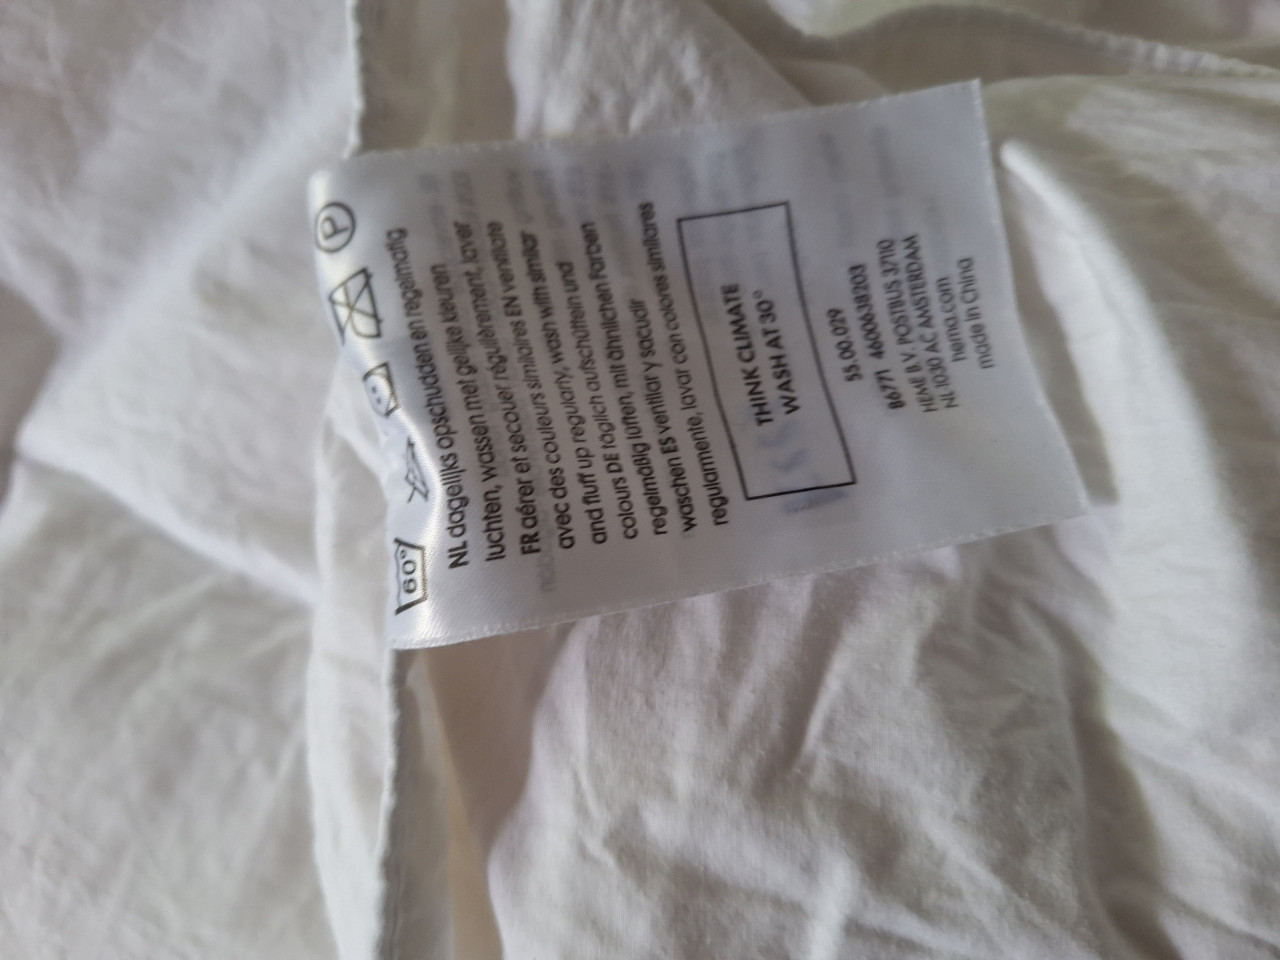 60°
P
NL dagelijks opschudden en regelmatig
luchten, wassen met gelijke kleuren
FR aérer et secouer régulièrement, laver
avec des couleurs similaires EN ventilate
and fluff up regularly, wash with similar
colours DE täglich aufschütteln und
regelmäßig lüften, mit ähnlichen Farben
waschen ES ventilar y sacudir
regularmente, lavar con colores similares
THINK CLIMATE
WASH AT 30°
55.00.029
86771 4600638203
HEMA B.V. POSTBUS 37110
NL 1030 AC AMSTERDAM
hema.com
made in China